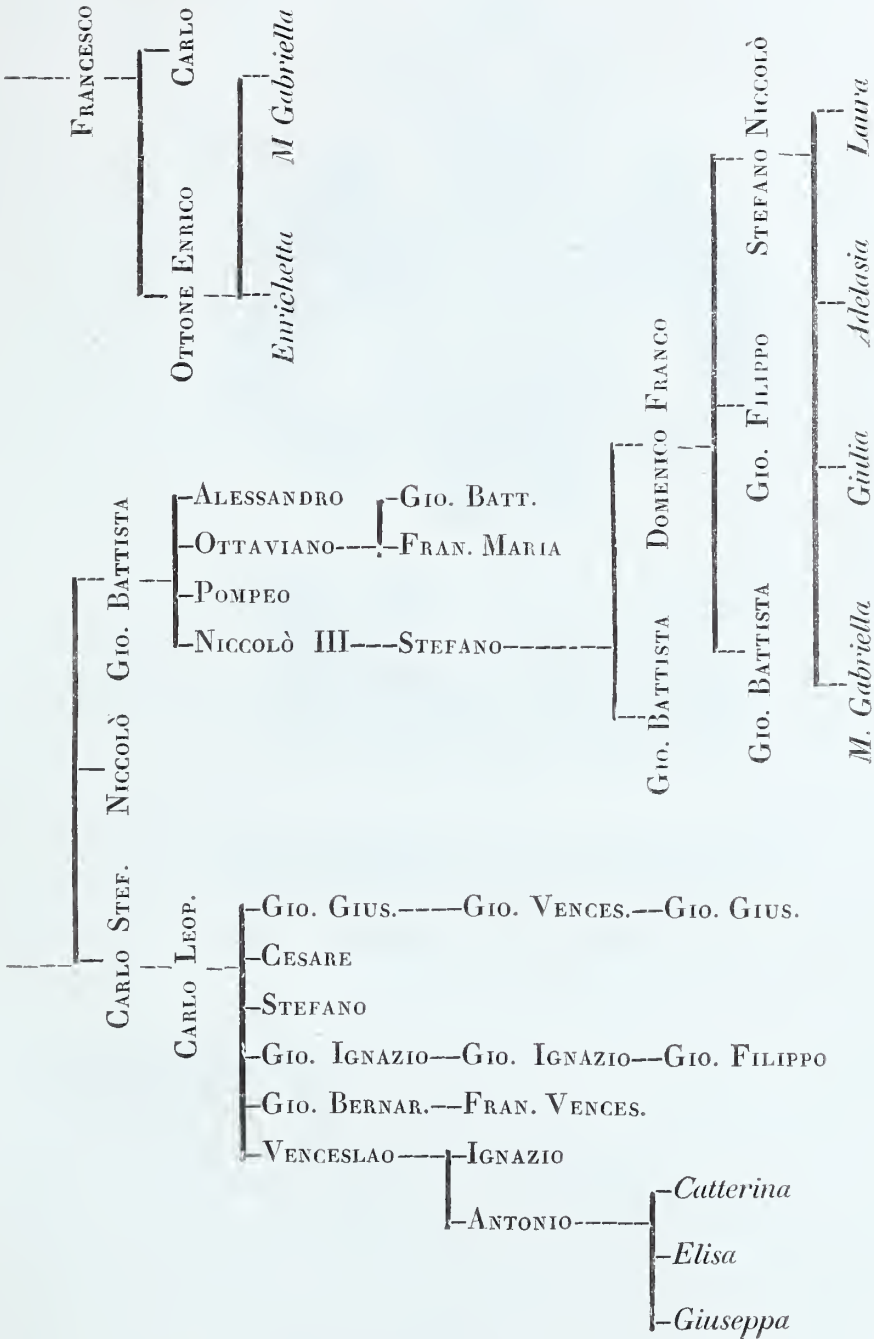 Francesco
Ottone Enrico
Carlo
Enrichetta
M Gabriella
Carlo Stef.
Niccolò
Gio. Battista
Alessandro
Ottaviano
Gio. Batt.
Fran. Maria
Pompeo
Niccolò III
Stefano
Gio. Battista
Domenico Franco
Gio. Battista
Gio. Filippo
Stefano Niccolò
M. Gabriella
Giulia
Adelasia
Laura
Carlo Leop.
Gio. Gius.
Gio. Vences.
Gio. Gius.
Cesare
Stefano
Gio. Ignazio
Gio. Ignazio
Gio. Filippo
Gio. Bernar.
Fran. Vences.
Venceslao
Ignazio
Antonio
Catterina
Elisa
Giuseppa